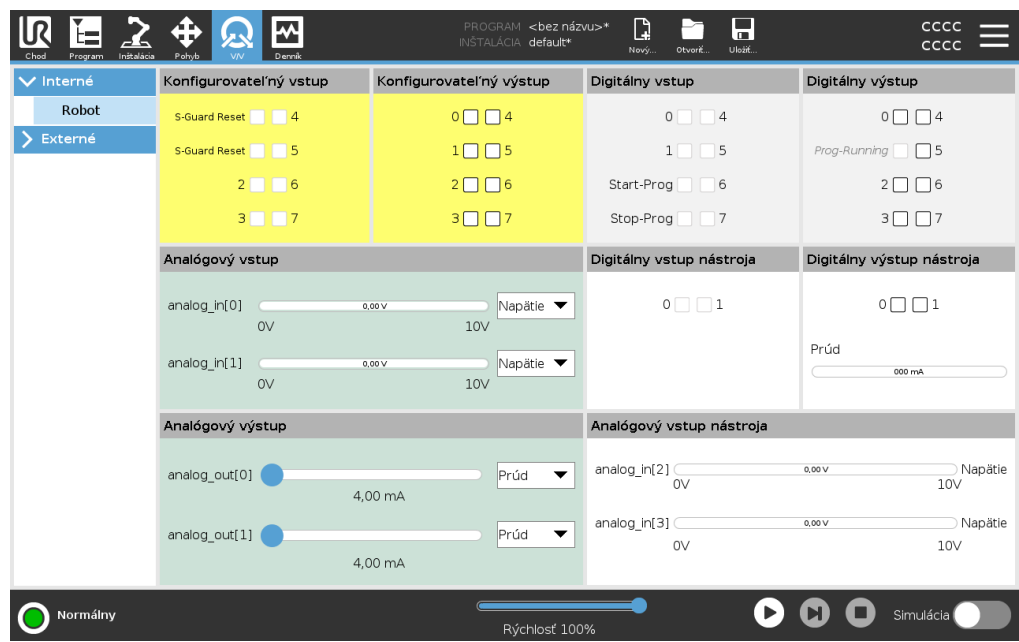 PROGRAM <bez názvu>*
INŠTALÁCIA default*
CCCC
CCCC
Chod Program Inštalácia Pohyb V/V Denník Nový... Otvoriť... Uložiť...
Interné
Robot
Externé
Konfigurovateľný vstup
S-Guard Reset 4
S-Guard Reset 5
2 6
3 7
Konfigurovateľný výstup
0 4
1 5
2 6
3 7
Digitálny vstup
0 4
1 5
Start-Prog 6
Stop-Prog 7
Digitálny výstup
0 4
Prog-Running 5
2 6
3 7
Analógový vstup
analog_in[0] 0,00 V Napätie
0V 10V
analog_in[1] 0,00 V Napätie
0V 10V
Digitálny vstup nástroja
0 1
Digitálny výstup nástroja
0 1
Prúd
000 mA
Analógový výstup
analog_out[0] Prúd
4,00 mA
analog_out[1] Prúd
4,00 mA
Analógový vstup nástroja
analog_in[2] 0,00 V Napätie
0V 10V
analog_in[3] 0,00 V Napätie
0V 10V
Normálny
Rýchlosť 100%
Simulácia